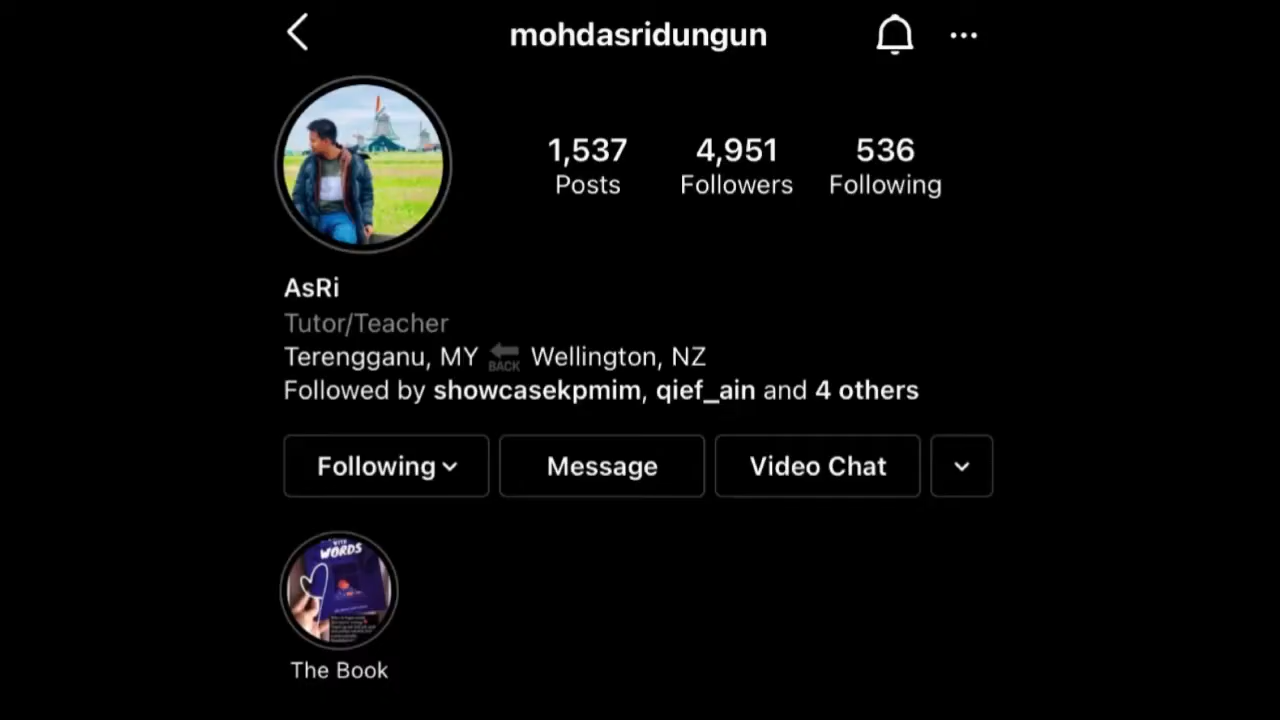 mohdasridungun
1,537 4,951 536
Posts Followers Following
AsRi
Tutor/Teacher
Terengganu, MY BACK Wellington, NZ
Followed by showcasekpmim, qief_ain and 4 others
Following Message Video Chat
WORDS
The Book